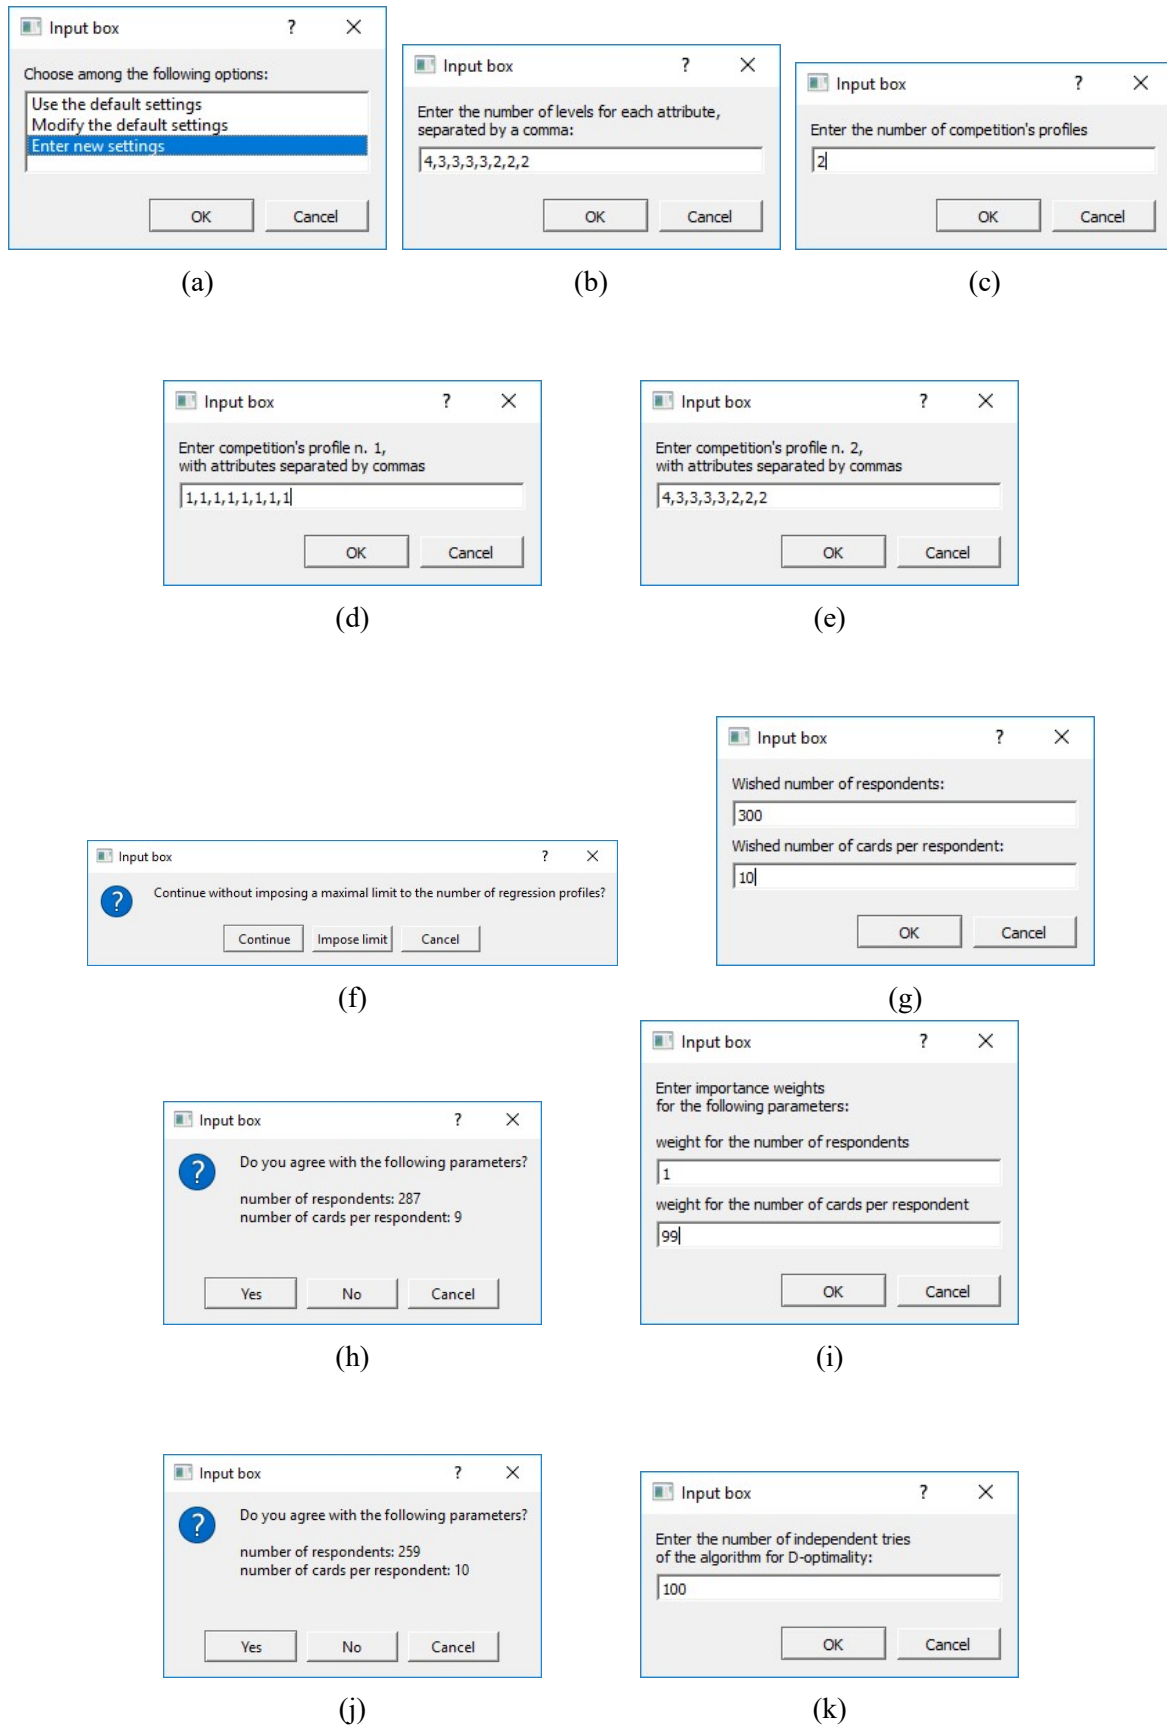 Input box
Choose among the following options:
Use the default settings
Modify the default settings
Enter new settings
OK Cancel
(a)
Input box
Enter the number of levels for each attribute,
separated by a comma:
4,3,3,3,3,2,2,2
OK Cancel
(b)
Input box
Enter the number of competition's profiles
2
OK Cancel
(c)
Input box
Enter competition's profile n. 1,
with attributes separated by commas
1,1,1,1,1,1,1,1
OK Cancel
(d)
Input box
Enter competition's profile n. 2,
with attributes separated by commas
4,3,3,3,3,2,2,2
OK Cancel
(e)
Input box
Continue without imposing a maximal limit to the number of regression profiles?
Continue Impose limit Cancel
(f)
Input box
Wished number of respondents:
300
Wished number of cards per respondent:
10
OK Cancel
(g)
Input box
Do you agree with the following parameters?
number of respondents: 287
number of cards per respondent: 9
Yes No Cancel
(h)
Input box
Enter importance weights
for the following parameters:
weight for the number of respondents
1
weight for the number of cards per respondent
99
OK Cancel
(i)
Input box
Do you agree with the following parameters?
number of respondents: 259
number of cards per respondent: 10
Yes No Cancel
(j)
Input box
Enter the number of independent tries
of the algorithm for D-optimality:
100
OK Cancel
(k)